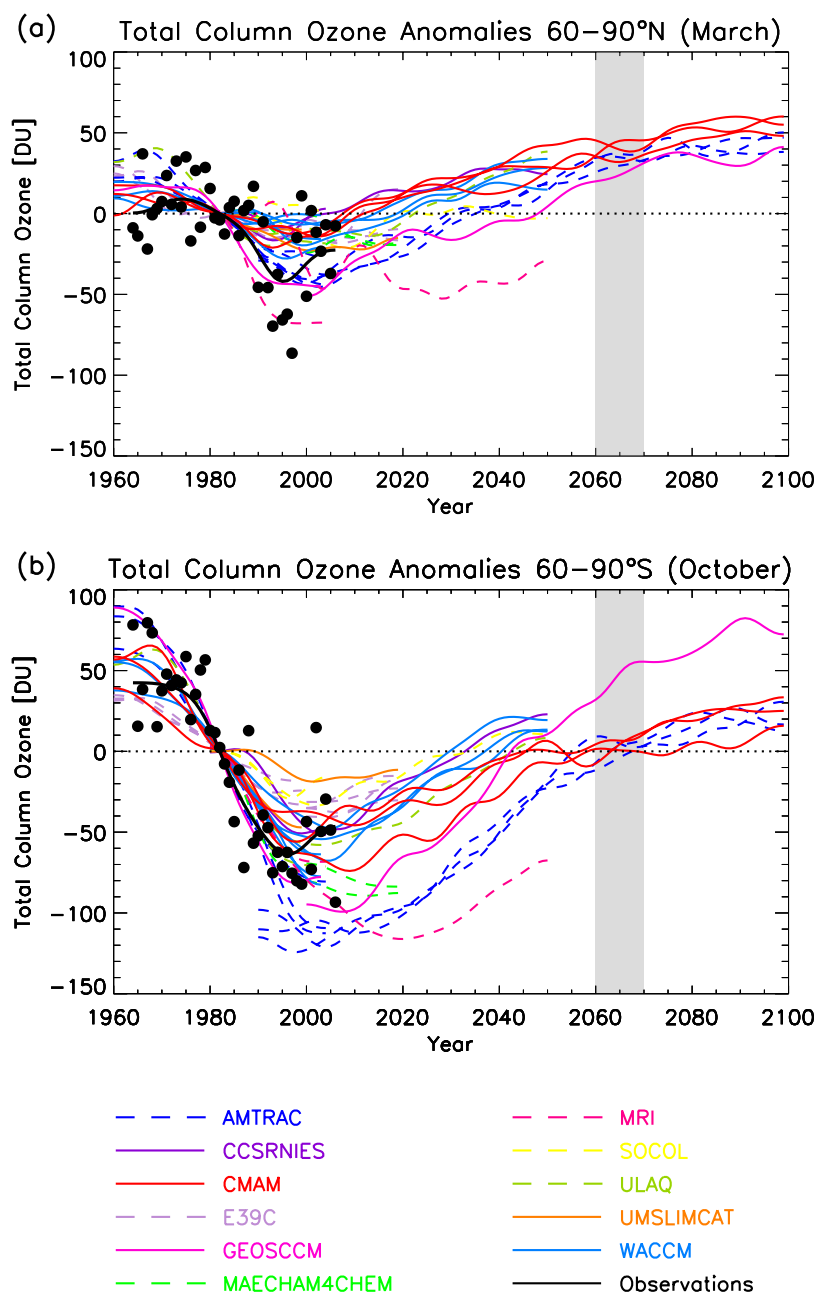 (a) Total Column Ozone Anomalies 60−90°N (March)
100
50
0
−50
−100
−150
Total Column Ozone [DU]
1960 1980 2000 2020 2040 2060 2080 2100
Year
(b) Total Column Ozone Anomalies 60−90°S (October)
100
50
0
−50
−100
−150
Total Column Ozone [DU]
1960 1980 2000 2020 2040 2060 2080 2100
Year
AMTRAC
CCSRNIES
CMAM
E39C
GEOSCCM
MAECHAM4CHEM
MRI
SOCOL
ULAQ
UMSLIMCAT
WACCM
Observations